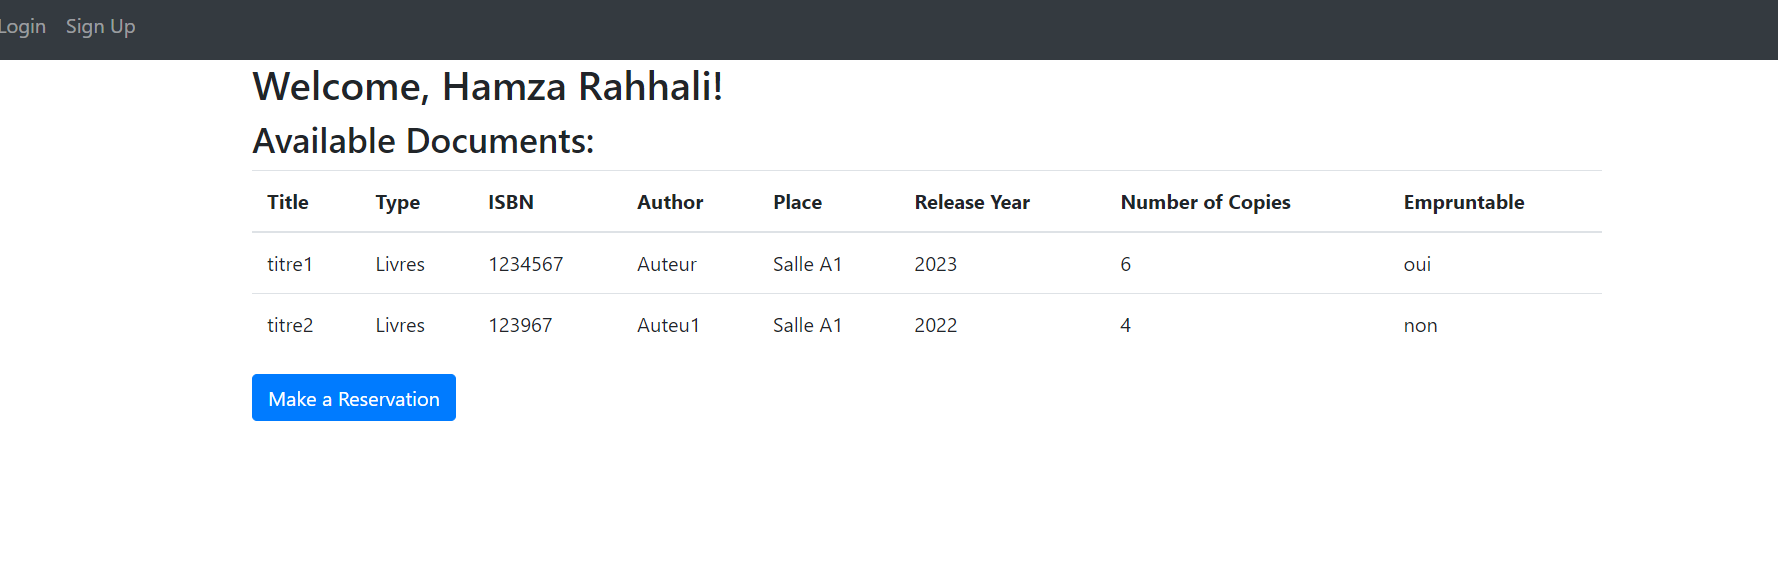 Login Sign Up
Welcome, Hamza Rahhali!
Available Documents:
Title Type ISBN Author Place Release Year Number of Copies Empruntable
titre1 Livres 1234567 Auteur Salle A1 2023 6 oui
titre2 Livres 123967 Auteu1 Salle A1 2022 4 non
Make a Reservation